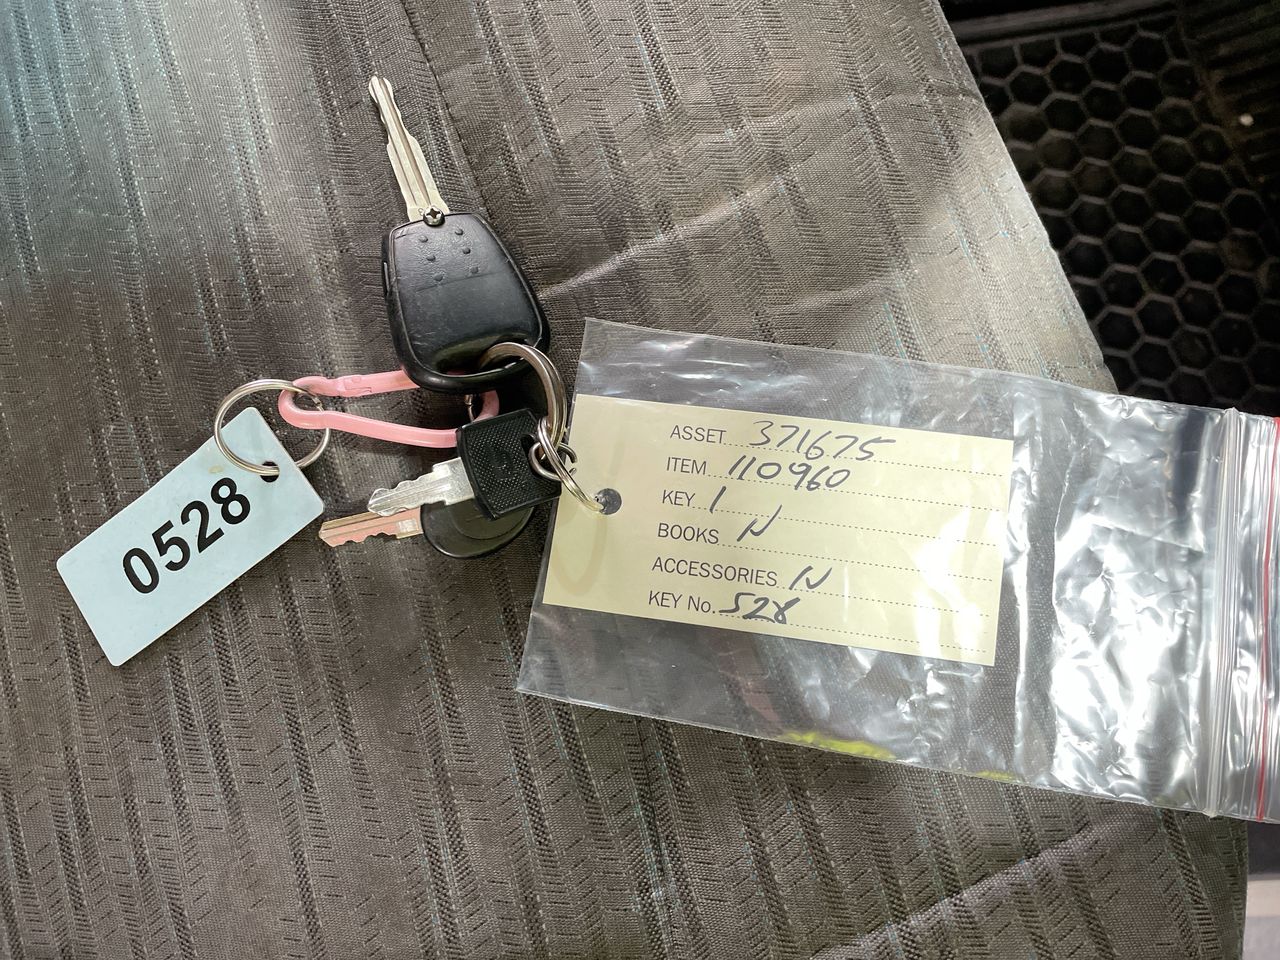 0528
ASSET 371675
ITEM 110960
KEY 1
BOOKS N
ACCESSORIES N
KEY No. 528